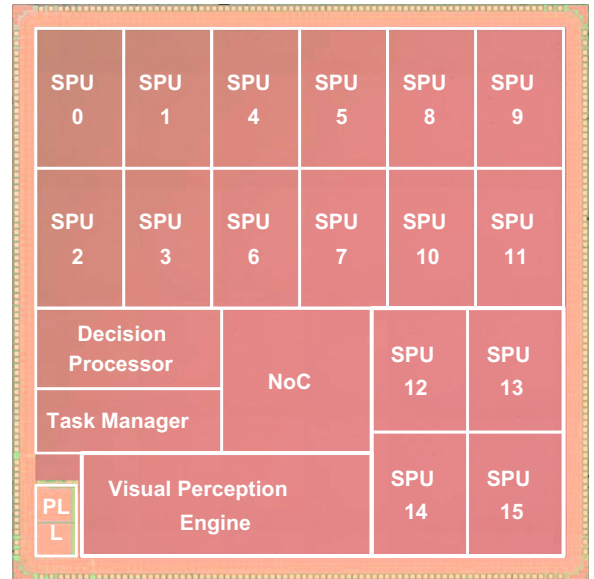 SPU
0
SPU
1
SPU
4
SPU
5
SPU
8
SPU
9
SPU
2
SPU
3
SPU
6
SPU
7
SPU
10
SPU
11
Decision
Processor
Task Manager
NoC
SPU
12
SPU
13
PL
L
Visual Perception
Engine
SPU
14
SPU
15